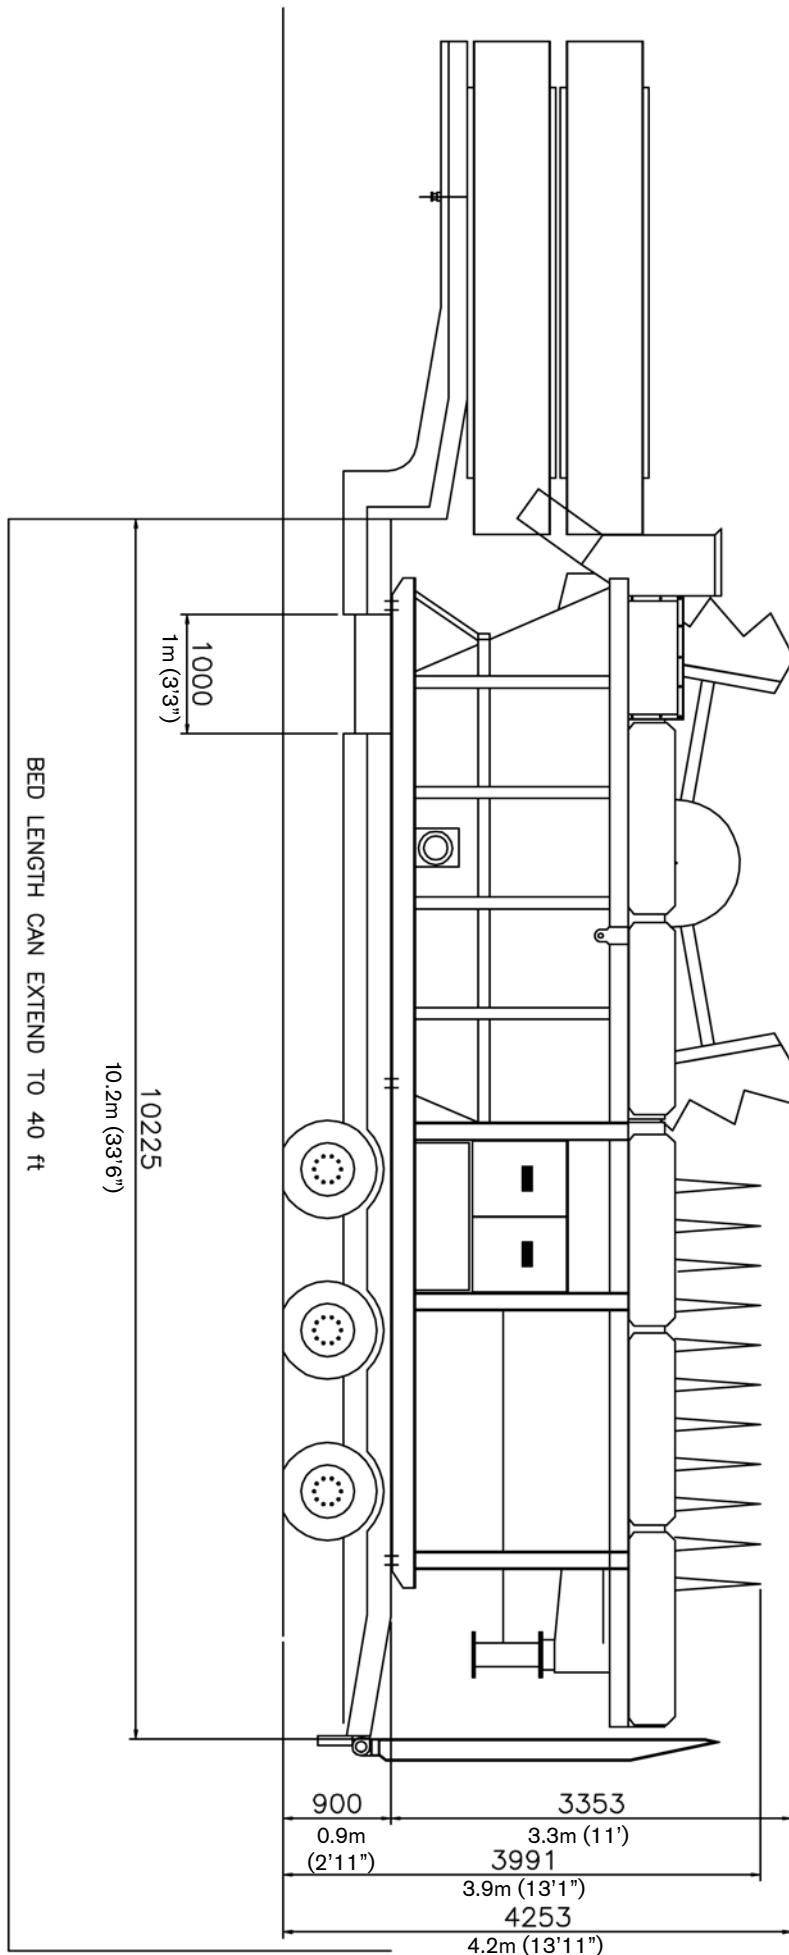 1000
1m (3'3")
10225
10.2m (33'6")
BED LENGTH CAN EXTEND TO 40 ft
900
0.9m
(2'11")
3353
3.3m (11')
3991
3.9m (13'1")
4253
4.2m (13'11")